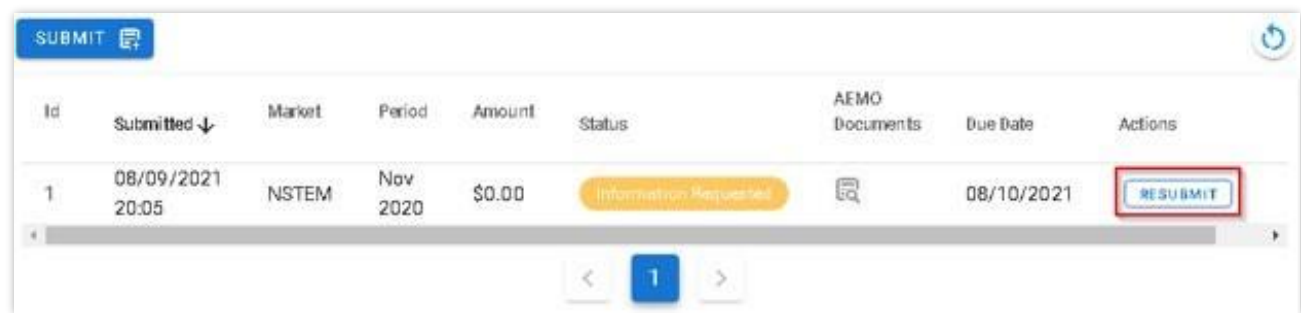 SUBMIT
Id Submitted Market Period Amount Status AEMO Documents Due Date Actions
1 08/09/2021 20:05 NSTEM Nov 2020 $0.00 Information Requested 08/10/2021 RESUBMIT
1